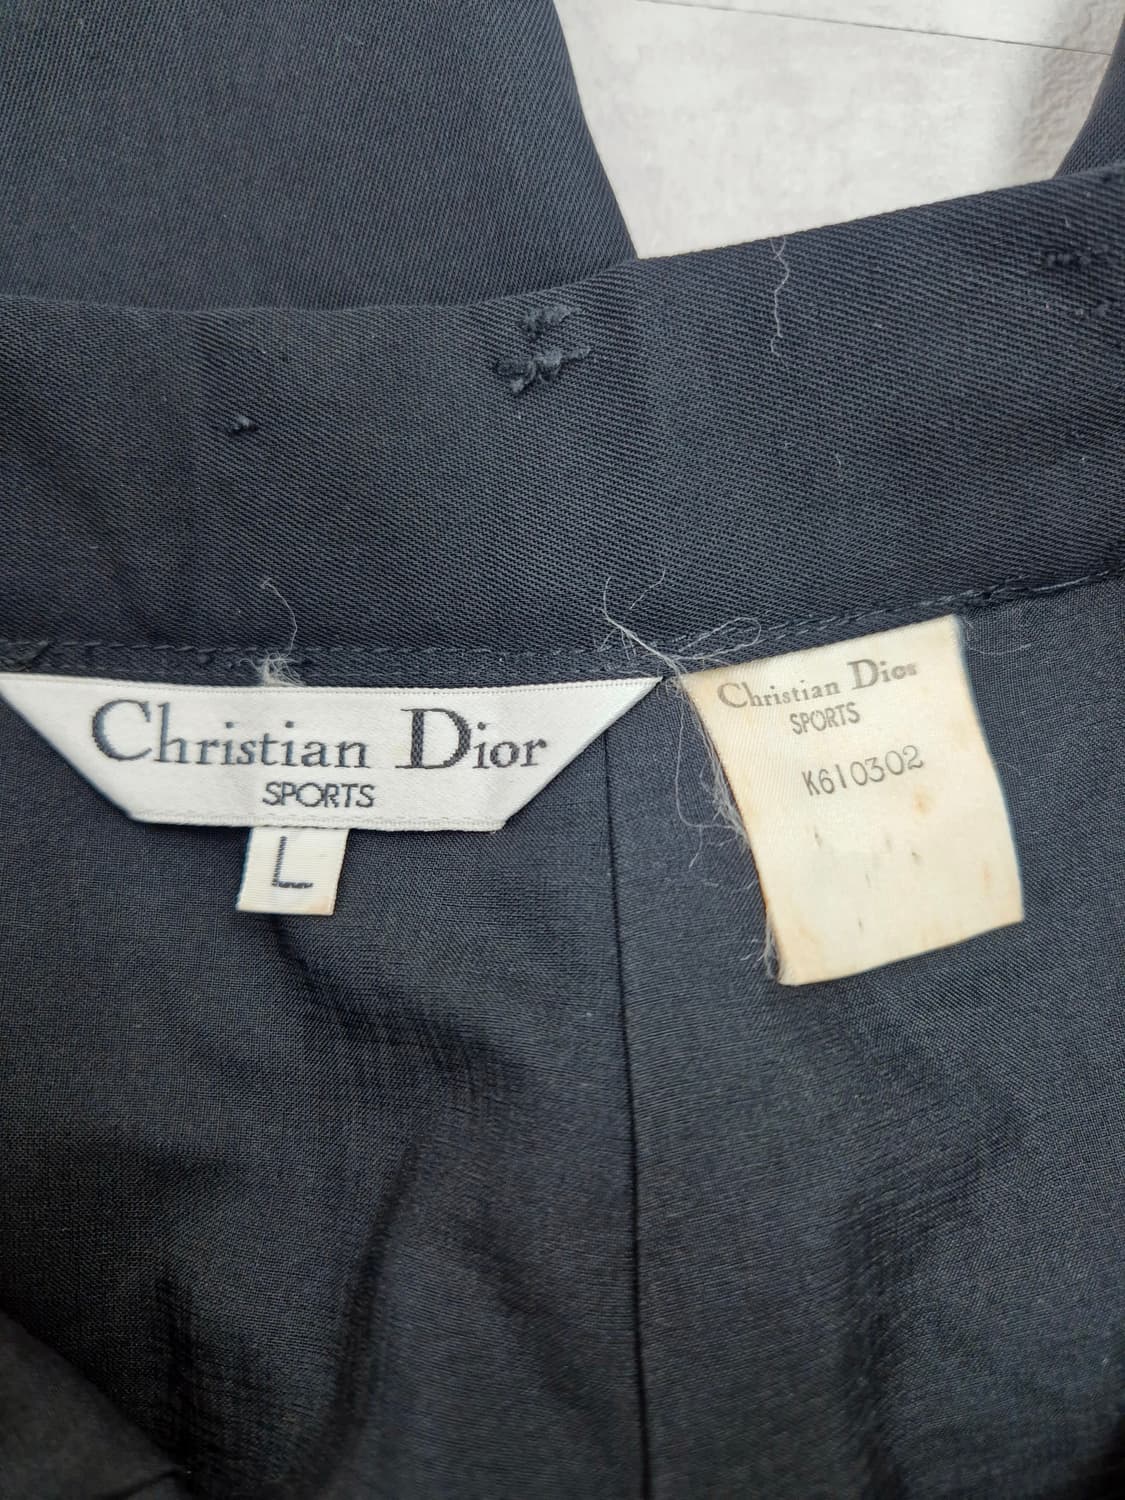 Christian Dior
SPORTS
L
Christian Dior
SPORTS
K610302